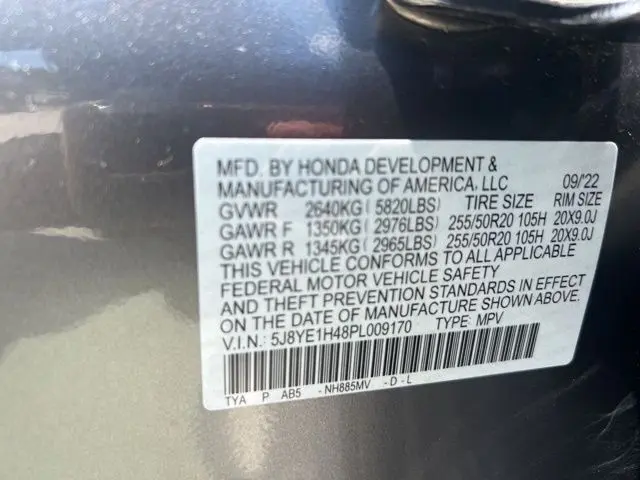 MFD. BY HONDA DEVELOPMENT &
MANUFACTURING OF AMERICA, LLC 09/'22
GVWR 2640KG ( 5820LBS) TIRE SIZE RIM SIZE
GAWR F 1350KG ( 2976LBS) 255/50R20 105H 20X9.0J
GAWR R 1345KG ( 2965LBS) 255/50R20 105H 20X9.0J
THIS VEHICLE CONFORMS TO ALL APPLICABLE
FEDERAL MOTOR VEHICLE SAFETY
AND THEFT PREVENTION STANDARDS IN EFFECT
ON THE DATE OF MANUFACTURE SHOWN ABOVE.
V.I.N.: 5J8YE1H48PL009170 TYPE: MPV
TYA P AB5 -NH885MV -D-L